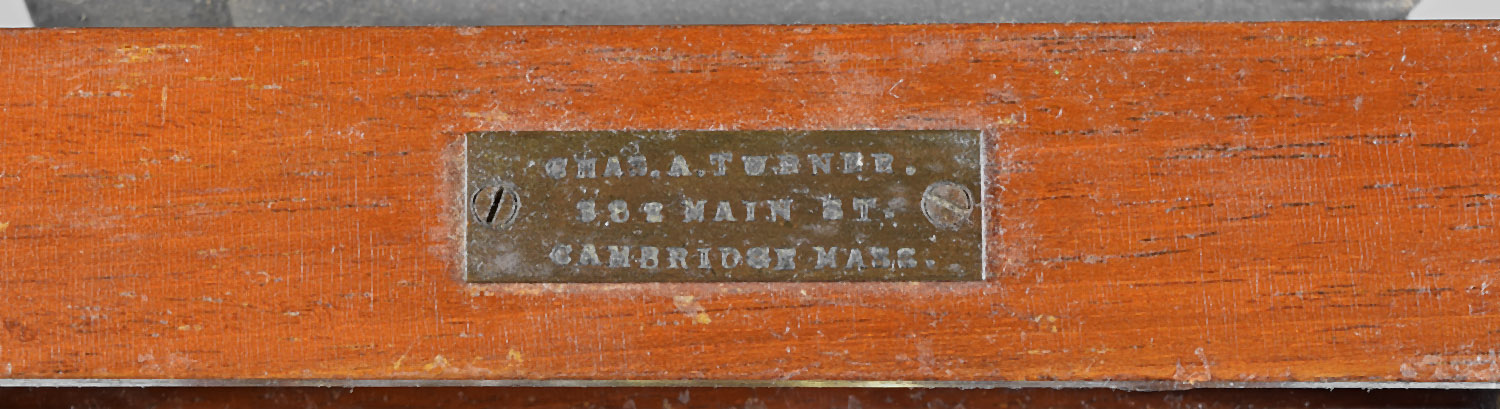 CHAS. A. TURNER.
MAIN ST.
CAMBRIDGE MASS.